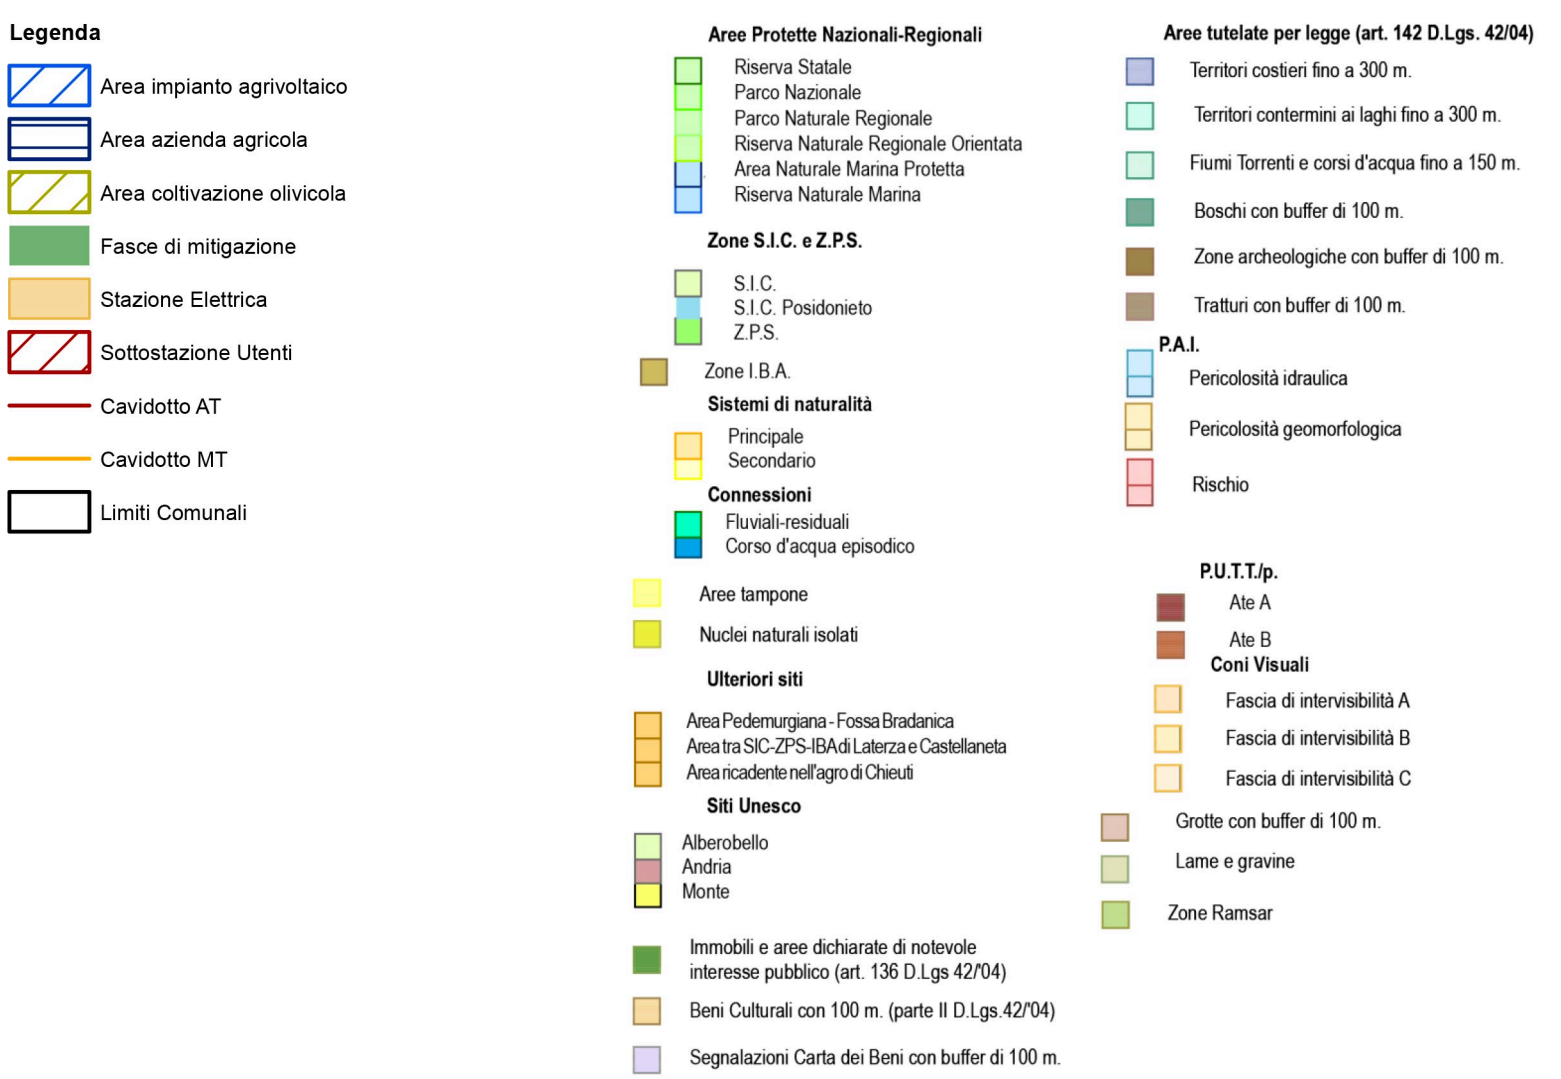 Legenda
Area impianto agrivoltaico
Area azienda agricola
Area coltivazione olivicola
Fasce di mitigazione
Stazione Elettrica
Sottostazione Utenti
Cavidotto AT
Cavidotto MT
Limiti Comunali
Aree Protette Nazionali-Regionali
Riserva Statale
Parco Nazionale
Parco Naturale Regionale
Riserva Naturale Regionale Orientata
Area Naturale Marina Protetta
Riserva Naturale Marina
Zone S.I.C. e Z.P.S.
S.I.C.
S.I.C. Posidonieto
Z.P.S.
Zone I.B.A.
Sistemi di naturalità
Principale
Secondario
Connessioni
Fluviali-residuali
Corso d'acqua episodico
Aree tampone
Nuclei naturali isolati
Ulteriori siti
Area Pedemurgiana - Fossa Bradanica
Area tra SIC-ZPS-IBA di Laterza e Castellaneta
Area ricadente nell'agro di Chieuti
Siti Unesco
Alberobello
Andria
Monte
Immobili e aree dichiarate di notevole
interesse pubblico (art. 136 D.Lgs 42/'04)
Beni Culturali con 100 m. (parte II D.Lgs.42/'04)
Segnalazioni Carta dei Beni con buffer di 100 m.
Aree tutelate per legge (art. 142 D.Lgs. 42/04)
Territori costieri fino a 300 m.
Territori contermini ai laghi fino a 300 m.
Fiumi Torrenti e corsi d'acqua fino a 150 m.
Boschi con buffer di 100 m.
Zone archeologiche con buffer di 100 m.
Tratturi con buffer di 100 m.
P.A.I.
Pericolosità idraulica
Pericolosità geomorfologica
Rischio
P.U.T.T./p.
Ate A
Ate B
Coni Visuali
Fascia di intervisibilità A
Fascia di intervisibilità B
Fascia di intervisibilità C
Grotte con buffer di 100 m.
Lame e gravine
Zone Ramsar